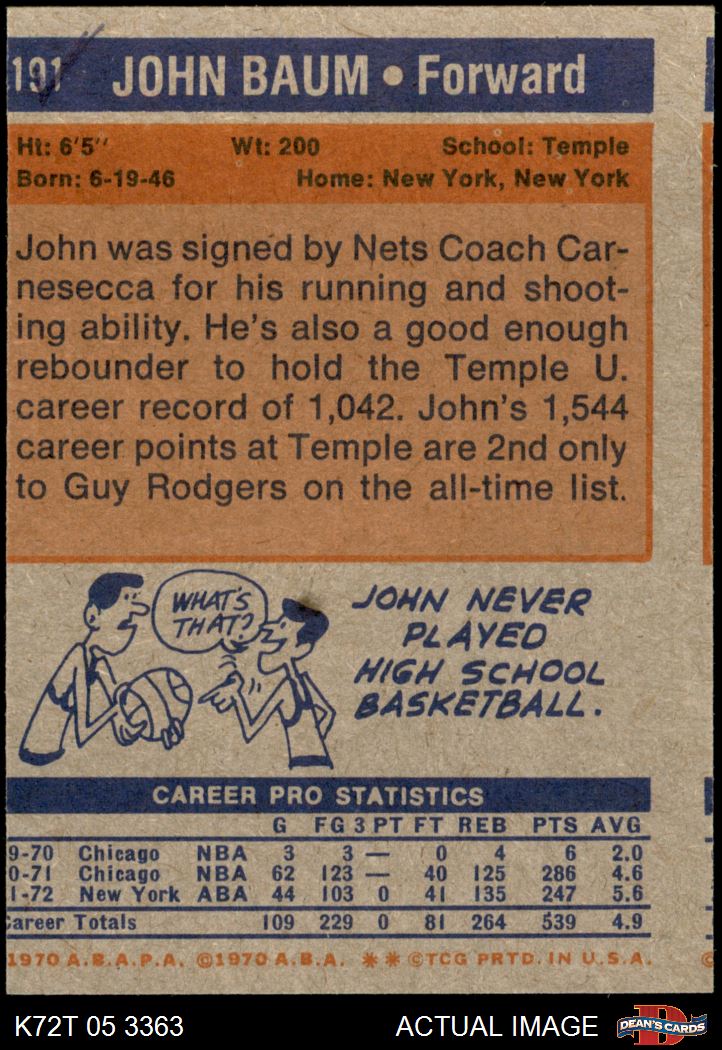 191 JOHN BAUM • Forward
Ht: 6'5" Wt: 200 School: Temple
Born: 6-19-46 Home: New York, New York
John was signed by Nets Coach Car-
nesecca for his running and shoot-
ing ability. He's also a good enough
rebounder to hold the Temple U.
career record of 1,042. John's 1,544
career points at Temple are 2nd only
to Guy Rodgers on the all-time list.
WHAT'S
THAT?
JOHN NEVER
PLAYED
HIGH SCHOOL
BASKETBALL.
CAREER PRO STATISTICS
G FG 3 PT FT REB PTS AVG
9-70 Chicago NBA 3 3 — 0 4 6 2.0
0-71 Chicago NBA 62 123 — 40 125 286 4.6
1-72 New York ABA 44 103 0 41 135 247 5.6
Career Totals 109 229 0 81 264 539 4.9
1970 A.B.A.P.A. ©1970 A.B.A. ** ©TCG PRTD. IN U.S.A.
K72T 05 3363 ACTUAL IMAGE DEAN'S CARDS